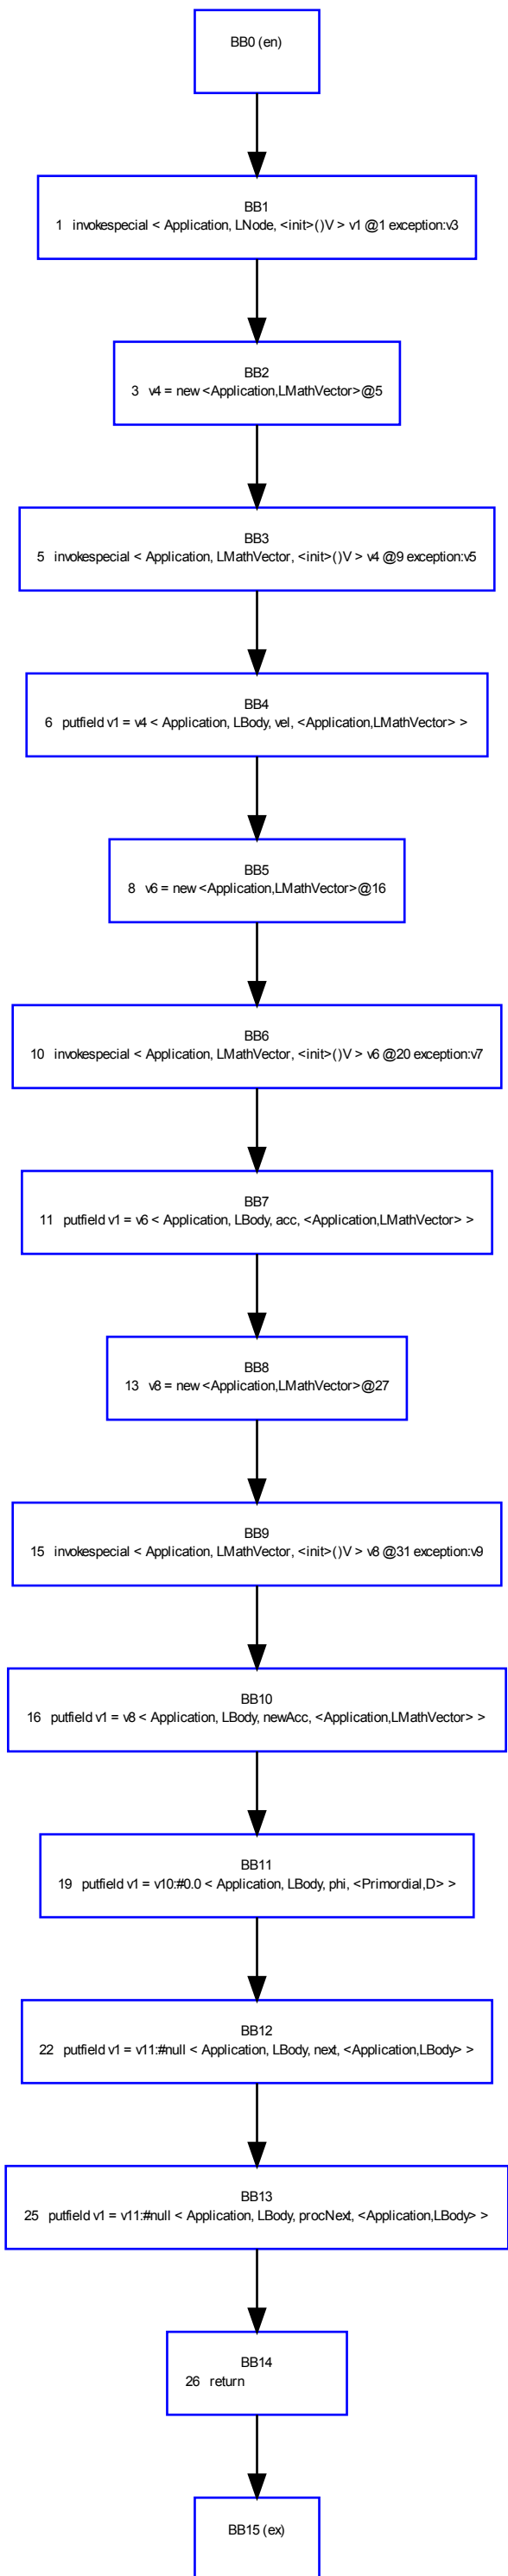 BB0 (en)
BB1
1 invokespecial < Application, LNode, <init>()V > v1 @1 exception:v3
BB2
3 v4 = new <Application,LMathVector>@5
BB3
5 invokespecial < Application, LMathVector, <init>()V > v4 @9 exception:v5
BB4
6 putfield v1 = v4 < Application, LBody, vel, <Application,LMathVector> >
BB5
8 v6 = new <Application,LMathVector>@16
BB6
10 invokespecial < Application, LMathVector, <init>()V > v6 @20 exception:v7
BB7
11 putfield v1 = v6 < Application, LBody, acc, <Application,LMathVector> >
BB8
13 v8 = new <Application,LMathVector>@27
BB9
15 invokespecial < Application, LMathVector, <init>()V > v8 @31 exception:v9
BB10
16 putfield v1 = v8 < Application, LBody, newAcc, <Application,LMathVector> >
BB11
19 putfield v1 = v10:#0.0 < Application, LBody, phi, <Primordial,D> >
BB12
22 putfield v1 = v11:#null < Application, LBody, next, <Application,LBody> >
BB13
25 putfield v1 = v11:#null < Application, LBody, procNext, <Application,LBody> >
BB14
26 return
BB15 (ex)